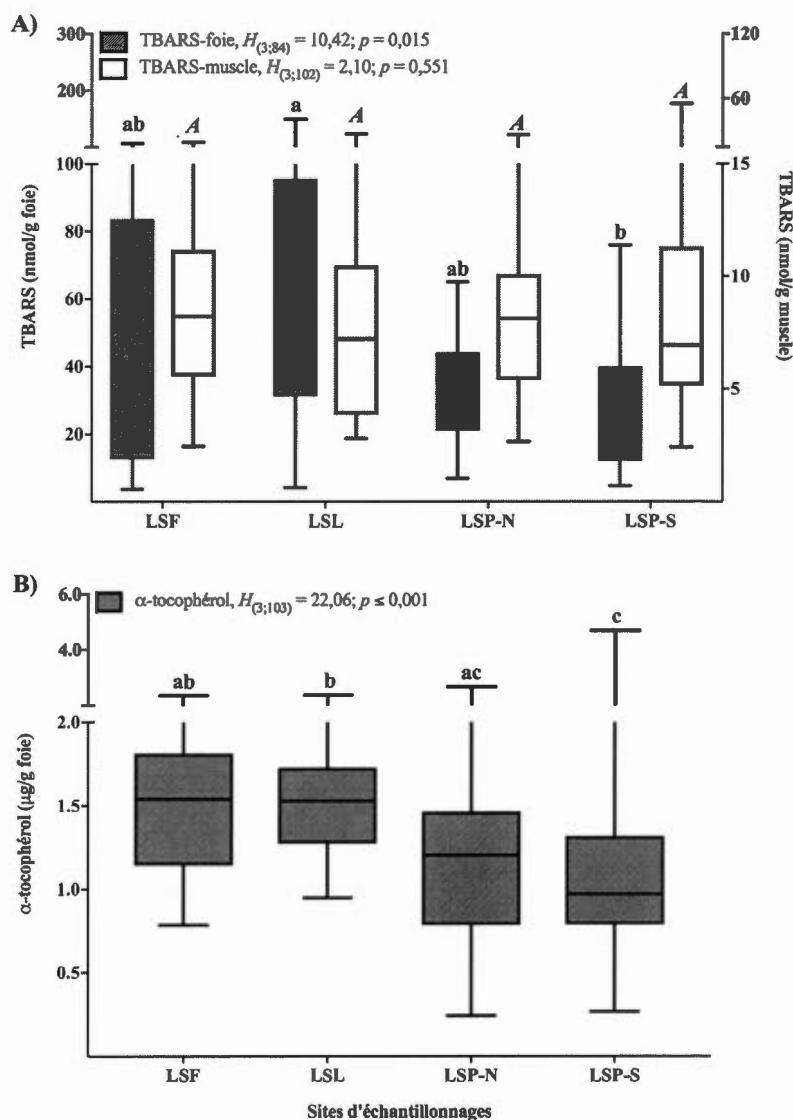 A)
300
200
100
80
60
40
20
TBARS (nmol/g foie)
TBARS-foie, H(3;84) = 10,42; p = 0,015
TBARS-muscle, H(3;102) = 2,10; p = 0,551
ab A a A ab A b A
120
60
15
10
5
TBARS (nmol/g muscle)
LSF LSL LSP-N LSP-S
B)
6.0
4.0
2.0
1.5
1.0
0.5
α-tocophérol (µg/g foie)
α-tocophérol, H(3;103) = 22,06; p ≤ 0,001
ab b ac c
LSF LSL LSP-N LSP-S
Sites d'échantillonnages